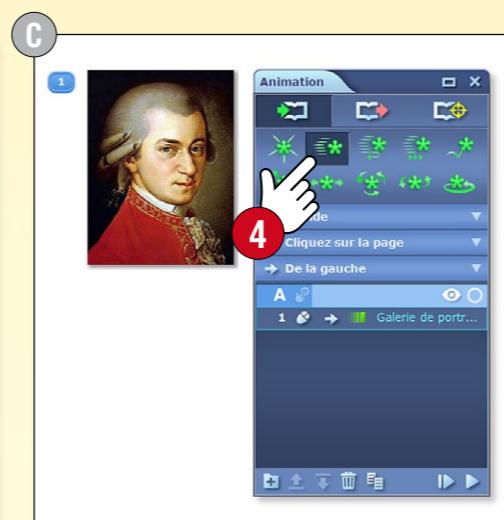 C
1
Animation
4
Cliquez sur la page
De la gauche
A
1 Galerie de portr...